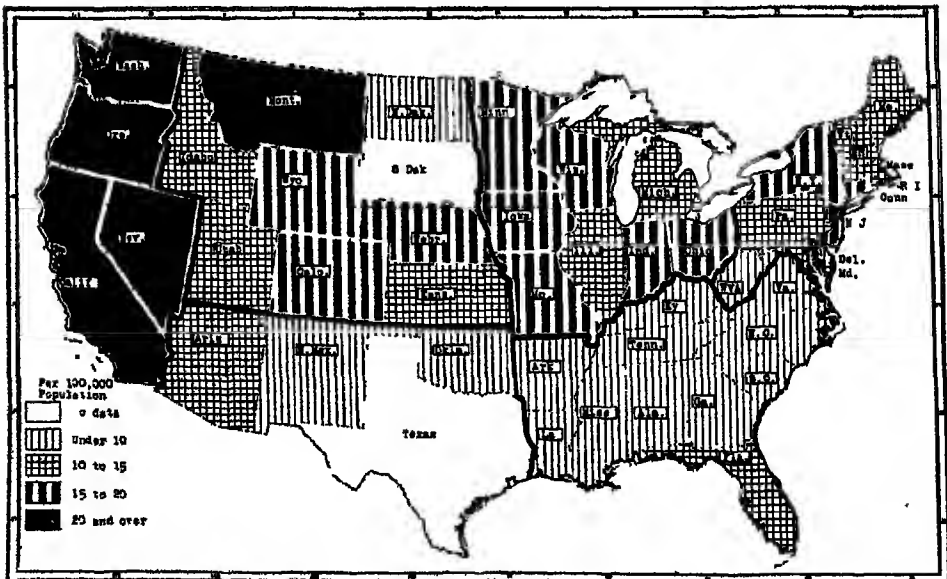 Wash.
Mont.
N.Dak.
Minn
Me.
Ore.
Idaho
S Dak
Wis.
Vt
Mass
Wyo
Mich.
N.Y.
R I
Conn
Iowa
Pa.
N J
Nev.
Utah
Nebr.
Ill.
Ind.
Ohio
Del.
Md.
Calif
Colo.
Kans.
Mo.
W VA
Va.
Ky
Ariz
N.Mex.
Okla.
Tenn.
N.C.
Ark
S.C.
Miss
Ala.
Ga.
La
Texas
Per 100,000
Population
data
Under 10
10 to 15
15 to 20
20 and over